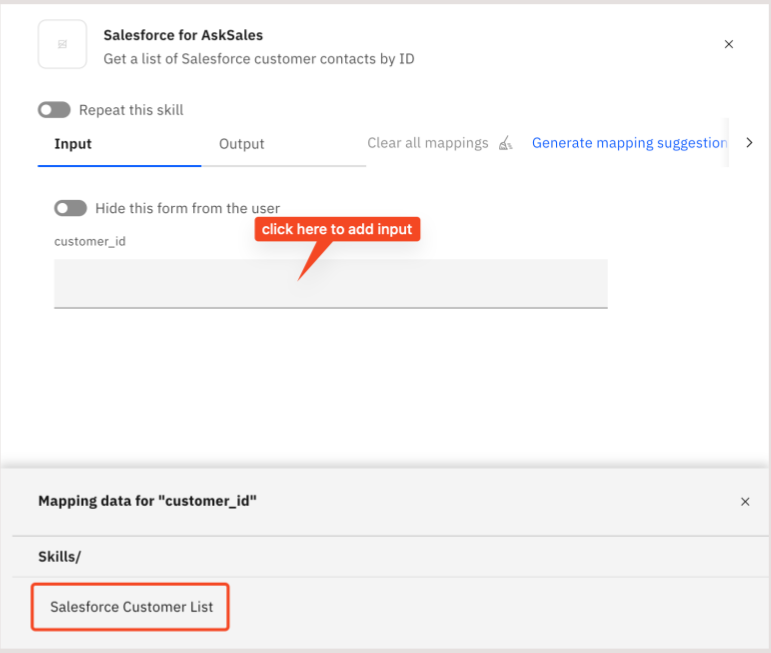 Salesforce for AskSales
Get a list of Salesforce customer contacts by ID
Repeat this skill
Input Output Clear all mappings Generate mapping suggestion
Hide this form from the user
click here to add input
customer_id
Mapping data for "customer_id"
Skills/
Salesforce Customer List